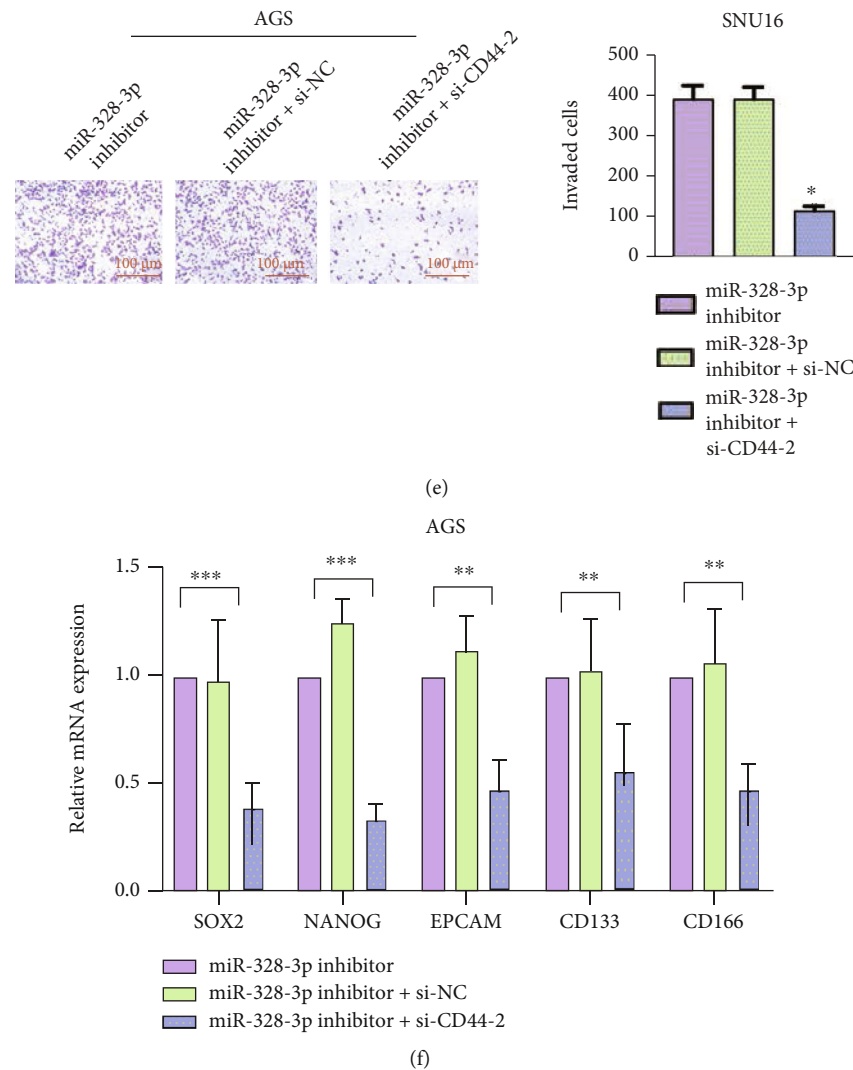 AGS
miR-328-3p
inhibitor
miR-328-3p
inhibitor + si-NC
miR-328-3p
inhibitor + si-CD44-2
100 μm
100 μm
100 μm
SNU16
Invaded cells
500
400
300
200
100
0
*
miR-328-3p
inhibitor
miR-328-3p
inhibitor + si-NC
miR-328-3p
inhibitor +
si-CD44-2
(e)
AGS
Relative mRNA expression
1.5
1.0
0.5
0.0
***
***
**
**
**
SOX2
NANOG
EPCAM
CD133
CD166
miR-328-3p inhibitor
miR-328-3p inhibitor + si-NC
miR-328-3p inhibitor + si-CD44-2
(f)